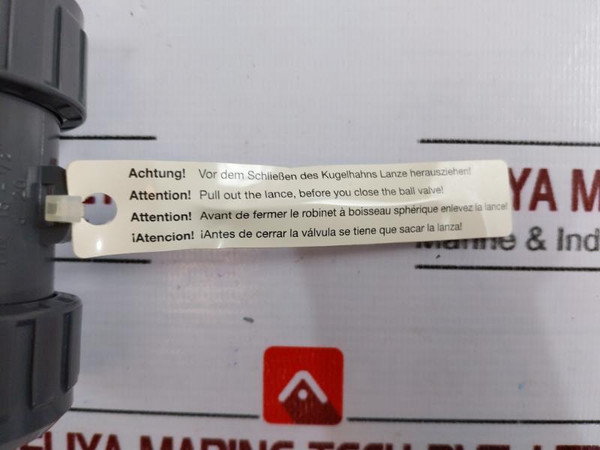 Achtung! Vor dem Schließen des Kugelhahns Lanze herausziehen!
Attention! Pull out the lance, before you close the ball valve!
Attention! Avant de fermer le robinet à boisseau sphérique enlevez la lance!
¡Atencion! ¡Antes de cerrar la válvula se tiene que sacar la lanza!
YA M
& Ind